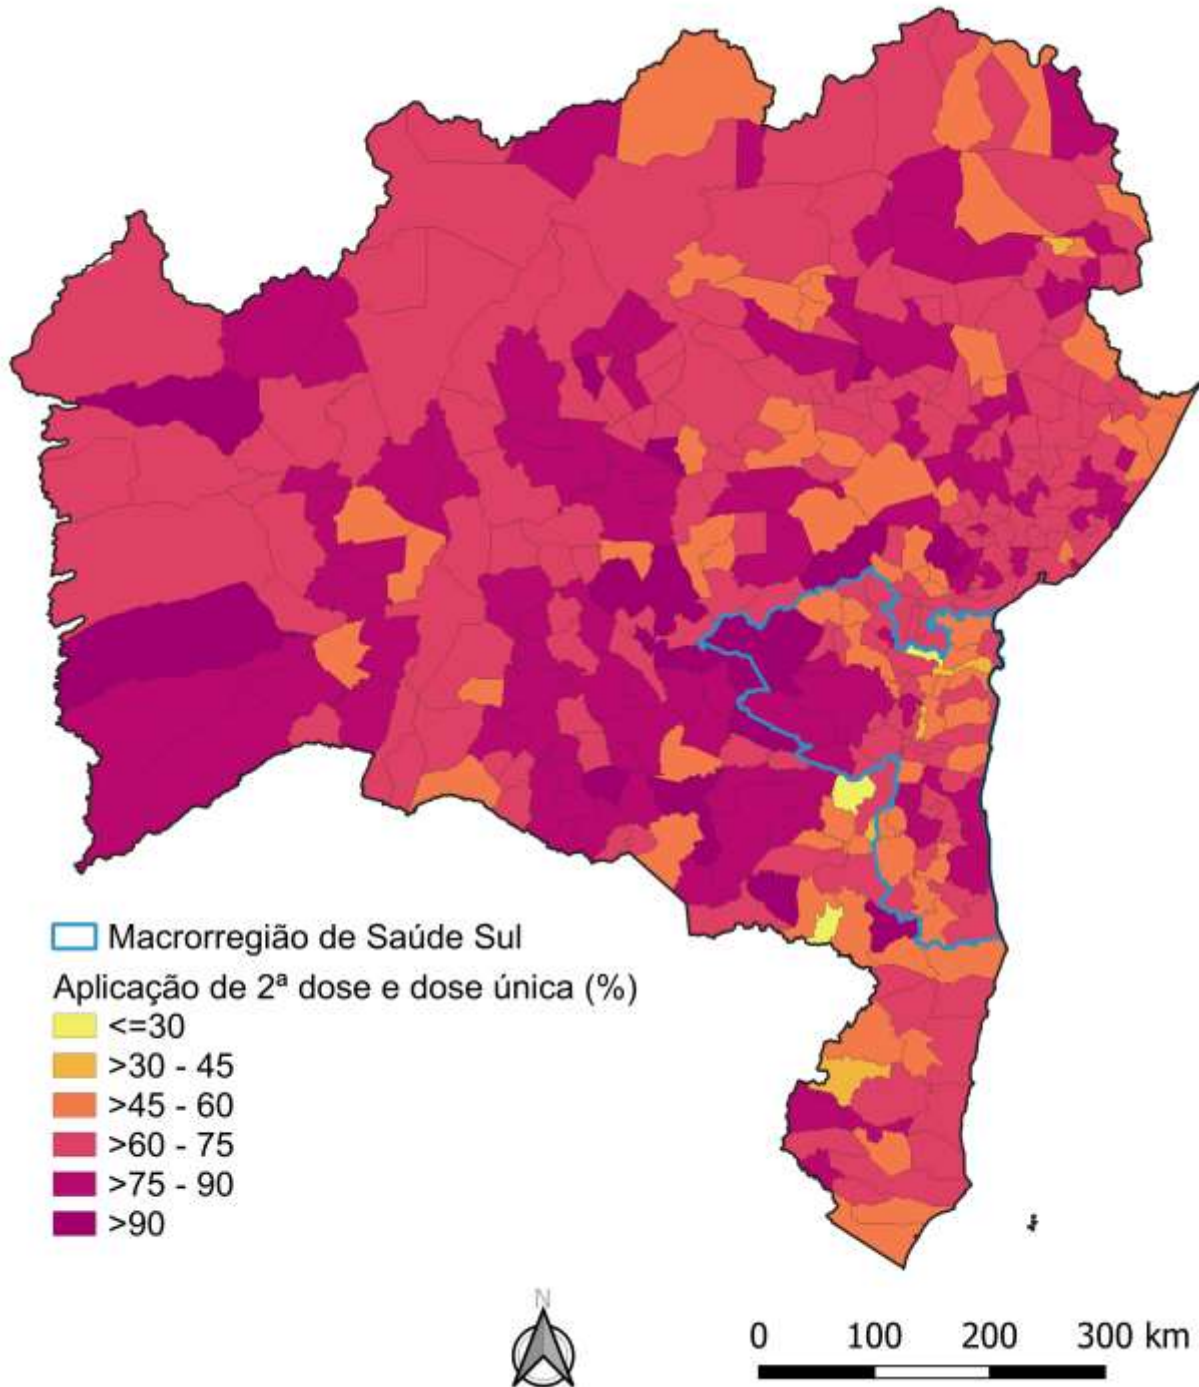 Macrorregião de Saúde Sul
Aplicação de 2ª dose e dose única (%)
<=30
>30 - 45
>45 - 60
>60 - 75
>75 - 90
>90
N
0 100 200 300 km